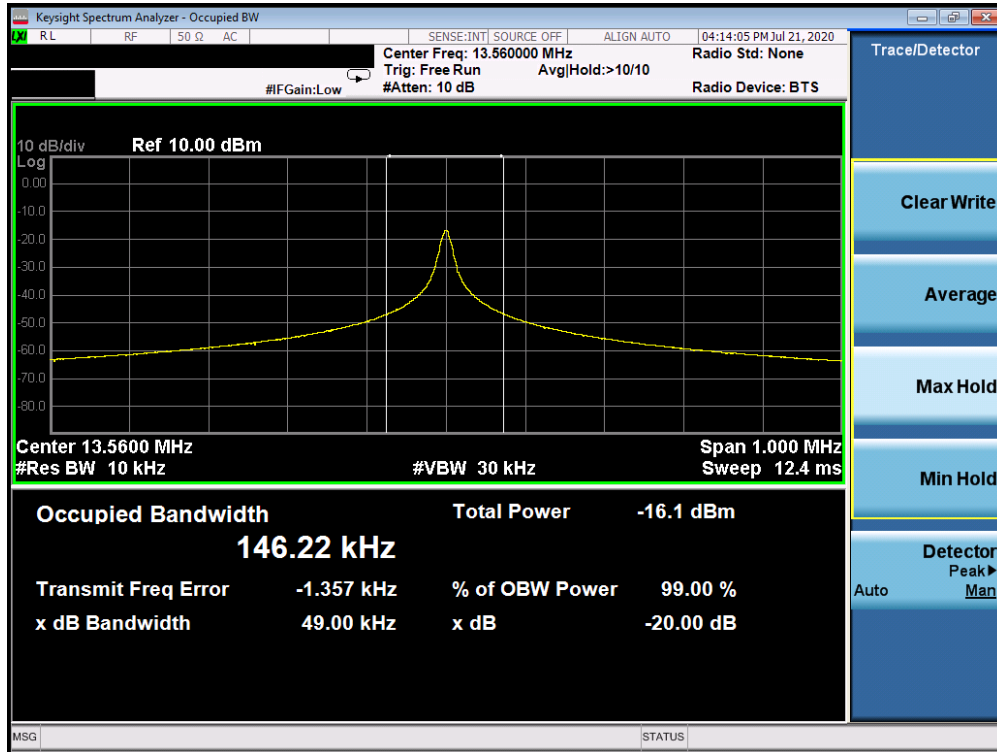 Keysight Spectrum Analyzer - Occupied BW
LXI RL RF 50 Ω AC SENSE:INT SOURCE OFF ALIGN AUTO 04:14:05 PM Jul 21, 2020
Center Freq: 13.560000 MHz Radio Std: None
Trig: Free Run Avg|Hold:>10/10
#IFGain:Low #Atten: 10 dB Radio Device: BTS
10 dB/div Ref 10.00 dBm
Log
0.00
-10.0
-20.0
-30.0
-40.0
-50.0
-60.0
-70.0
-80.0
Center 13.5600 MHz Span 1.000 MHz
#Res BW 10 kHz #VBW 30 kHz Sweep 12.4 ms
Occupied Bandwidth Total Power -16.1 dBm
146.22 kHz
Transmit Freq Error -1.357 kHz % of OBW Power 99.00 %
x dB Bandwidth 49.00 kHz x dB -20.00 dB
MSG STATUS
Trace/Detector
Clear Write
Average
Max Hold
Min Hold
Detector
Peak▶
Auto Man